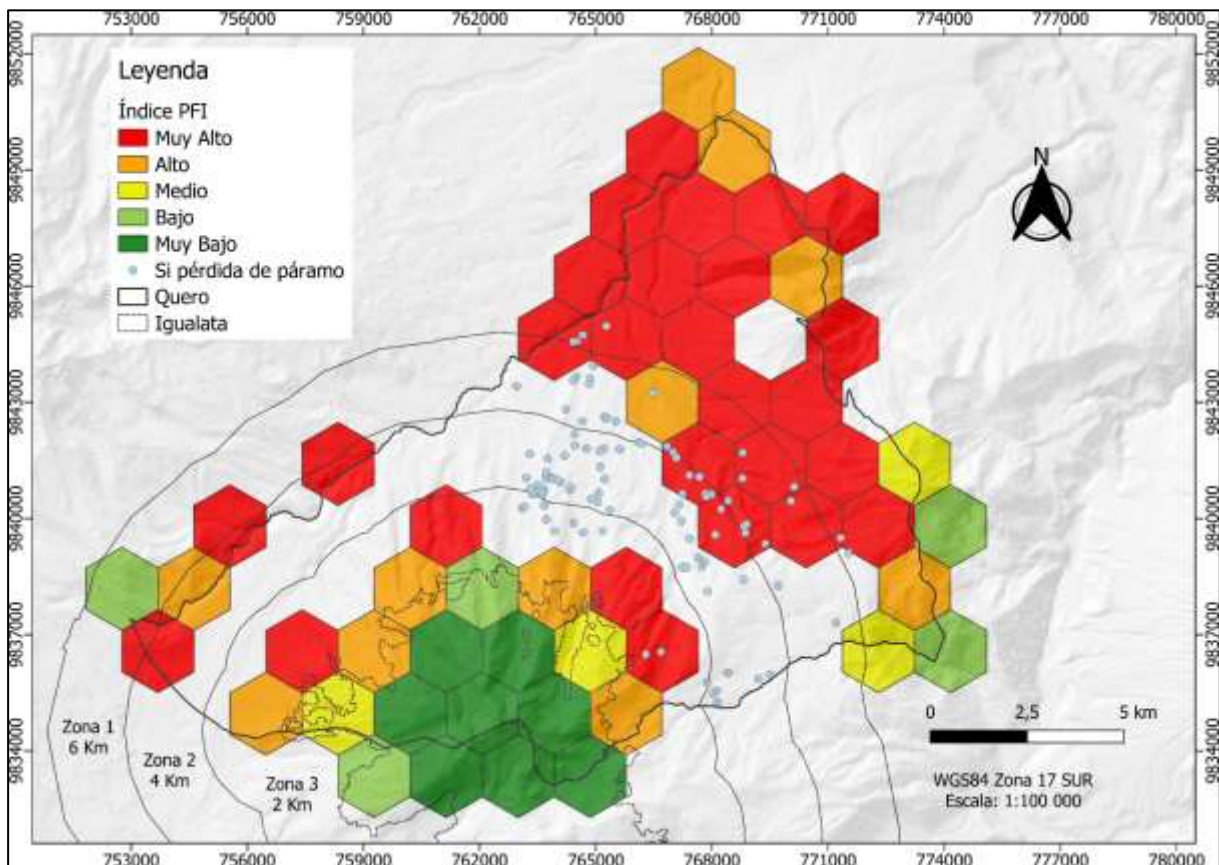 753000 756000 759000 762000 765000 768000 771000 774000 777000 780000
9852000 9852000
Leyenda
Índice PFI
Muy Alto
Alto
Medio
Bajo
Muy Bajo
Si pérdida de páramo
Quero
Igualata
N
9849000 9849000
9846000 9846000
9843000 9843000
9840000 9840000
9837000 9837000
9834000 9834000
Zona 1
6 Km
Zona 2
4 Km
Zona 3
2 Km
0 2,5 5 km
WGS84 Zona 17 SUR
Escala: 1:100 000
753000 756000 759000 762000 765000 768000 771000 774000 777000 780000